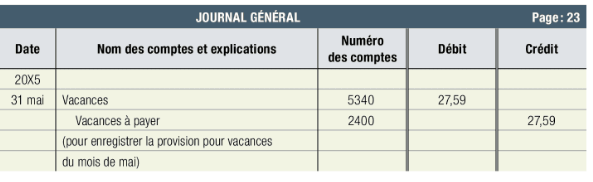 JOURNAL GÉNÉRAL Page : 23
Date Nom des comptes et explications Numéro des comptes Débit Crédit
20X5
31 mai Vacances 5340 27,59
Vacances à payer 2400 27,59
(pour enregistrer la provision pour vacances
du mois de mai)